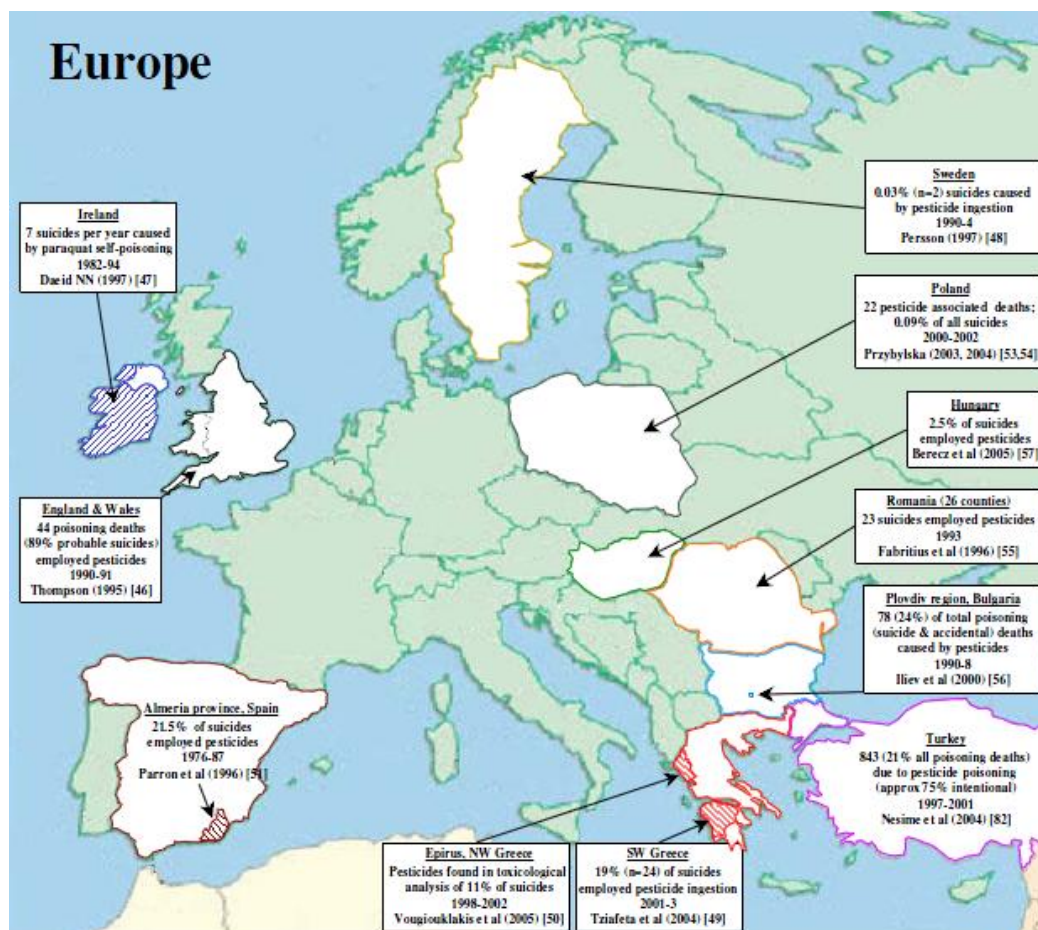 Europe
Ireland
7 suicides per year caused
by paraquat self-poisoning
1982-94
Daeid NN (1997) [47]
Sweden
0.03% (n=2) suicides caused
by pesticide ingestion
1990-4
Persson (1997) [48]
Poland
22 pesticide associated deaths;
0.09% of all suicides
2000-2002
Przybylska (2003, 2004) [53,54]
Hungary
2.5% of suicides
employed pesticides
Berecz et al (2005) [57]
England & Wales
44 poisoning deaths
(89% probable suicides)
employed pesticides
1990-91
Thompson (1995) [46]
Romania (26 counties)
23 suicides employed pesticides
1993
Fabritius et al (1996) [55]
Plovdiv region, Bulgaria
78 (24%) of total poisoning
(suicide & accidental) deaths
caused by pesticides
1990-8
Iliev et al (2000) [56]
Almeria province, Spain
21.5% of suicides
employed pesticides
1976-87
Parron et al (1996) [51]
Turkey
843 (21% all poisoning deaths)
due to pesticide poisoning
(approx 75% intentional)
1997-2001
Nesime et al (2004) [82]
Epirus, NW Greece
Pesticides found in toxicological
analysis of 11% of suicides
1998-2002
Vougiouklakis et al (2005) [50]
SW Greece
19% (n=24) of suicides
employed pesticide ingestion
2001-3
Tziafeta et al (2004) [49]